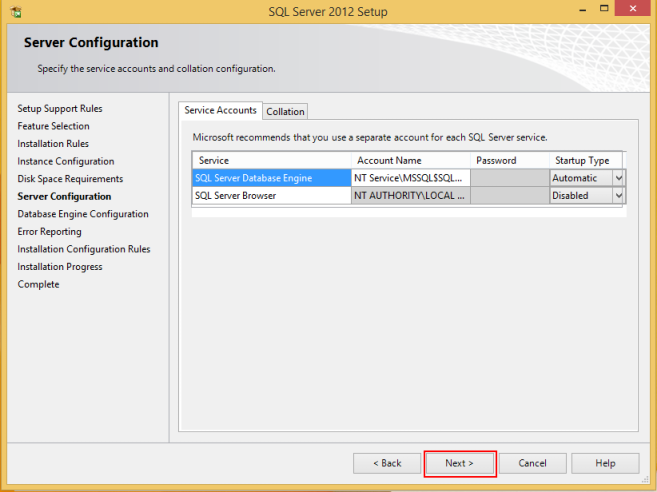 SQL Server 2012 Setup
Server Configuration
Specify the service accounts and collation configuration.
Setup Support Rules
Feature Selection
Installation Rules
Instance Configuration
Disk Space Requirements
Server Configuration
Database Engine Configuration
Error Reporting
Installation Configuration Rules
Installation Progress
Complete
Service Accounts Collation
Microsoft recommends that you use a separate account for each SQL Server service.
Service Account Name Password Startup Type
SQL Server Database Engine NT Service\MSSQL$SQL... Automatic
SQL Server Browser NT AUTHORITY\LOCAL ... Disabled
< Back Next > Cancel Help